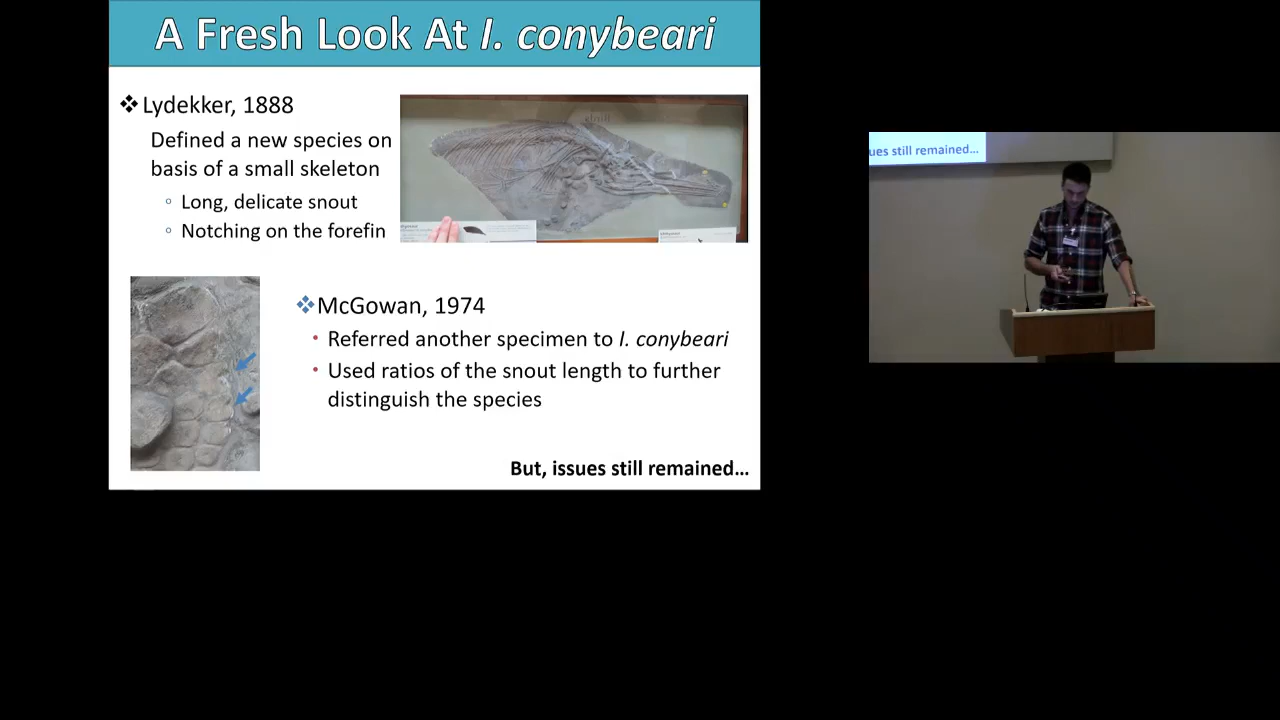 A Fresh Look At I. conybeari
❖Lydekker, 1888
Defined a new species on
basis of a small skeleton
◦ Long, delicate snout
◦ Notching on the forefin
❖McGowan, 1974
• Referred another specimen to I. conybeari
• Used ratios of the snout length to further
distinguish the species
But, issues still remained...
ues still remained...